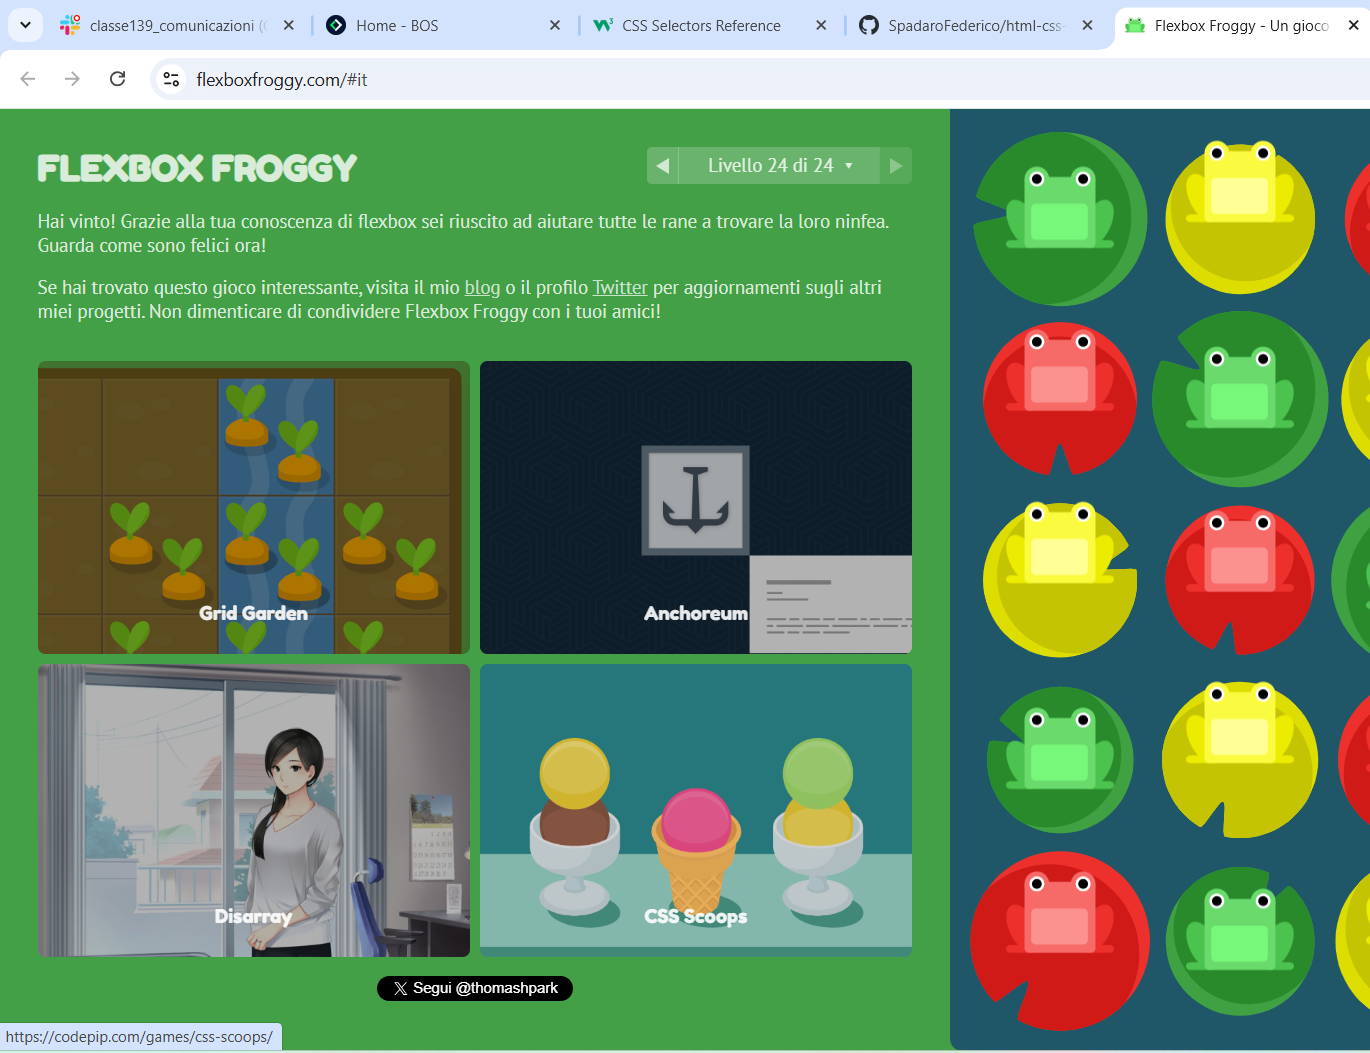 classe139_comunicazioni (
Home - BOS
CSS Selectors Reference
SpadaroFederico/html-css-
Flexbox Froggy - Un gioco
flexboxfroggy.com/#it
FLEXBOX FROGGY
Livello 24 di 24
Hai vinto! Grazie alla tua conoscenza di flexbox sei riuscito ad aiutare tutte le rane a trovare la loro ninfea.
Guarda come sono felici ora!
Se hai trovato questo gioco interessante, visita il mio blog o il profilo Twitter per aggiornamenti sugli altri
miei progetti. Non dimenticare di condividere Flexbox Froggy con i tuoi amici!
Grid Garden
Anchoreum
Disarray
CSS Scoops
Segui @thomashpark
https://codepip.com/games/css-scoops/